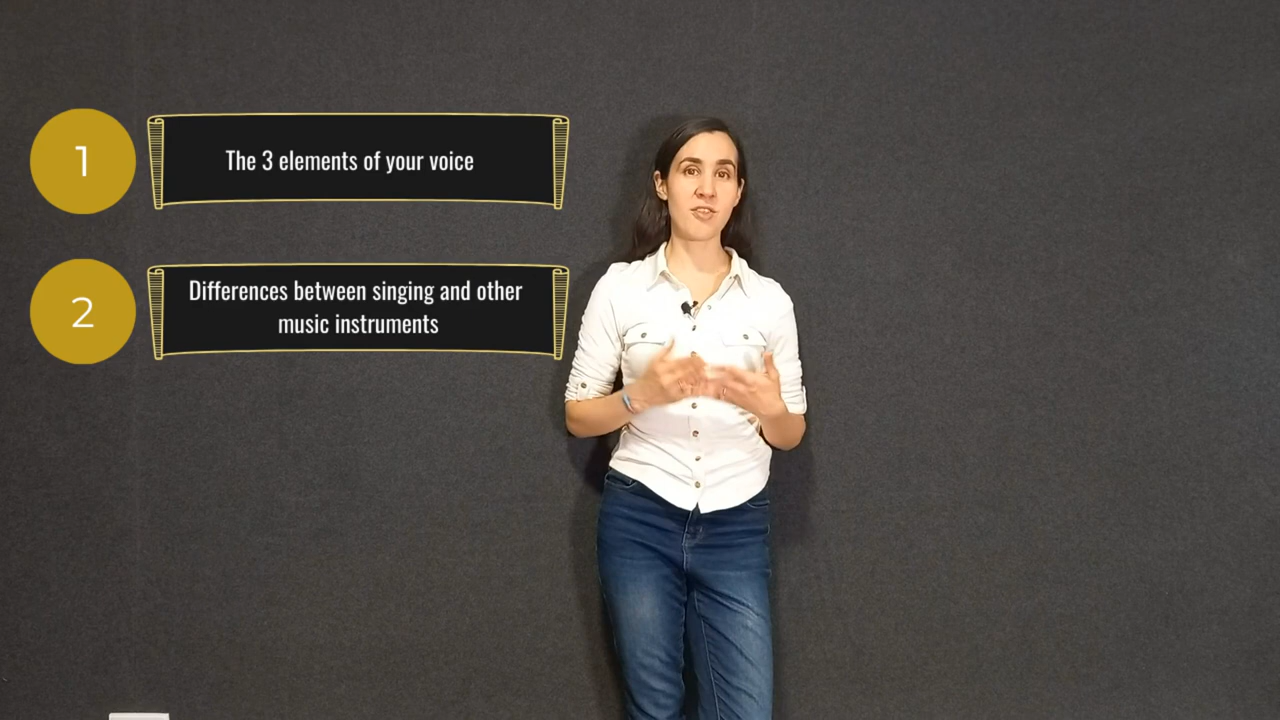 1
The 3 elements of your voice
2
Differences between singing and other
music instruments